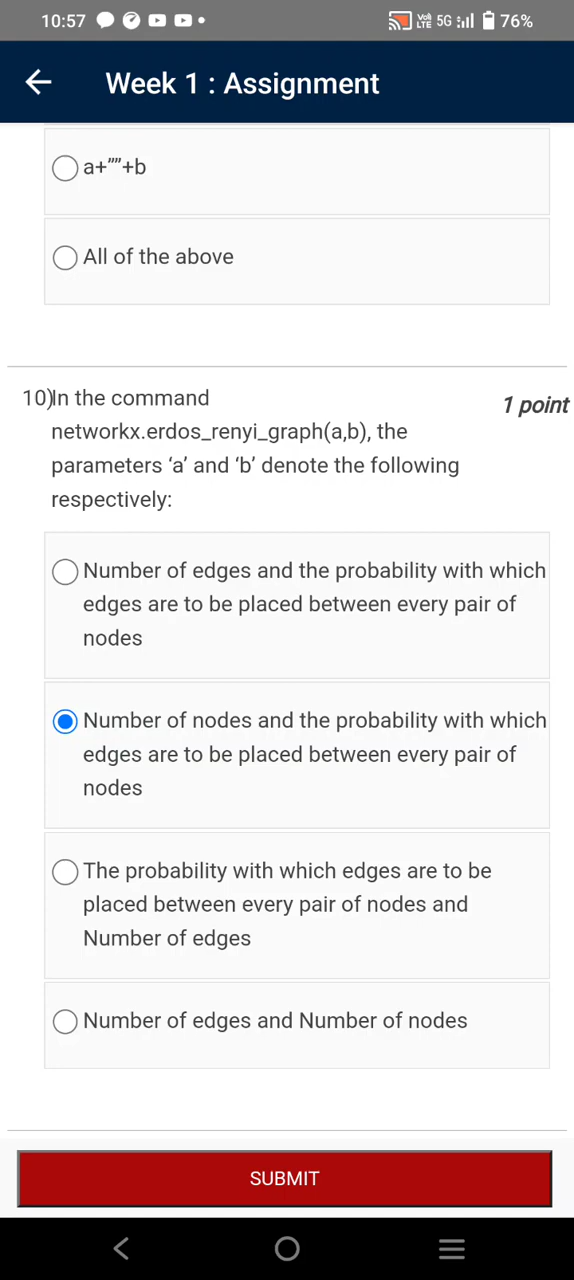 10:57 VoI) LTE 5G 76%
Week 1 : Assignment
a+””+b
All of the above
10)In the command
1 point
networkx.erdos_renyi_graph(a,b), the
parameters ‘a’ and ‘b’ denote the following
respectively:
Number of edges and the probability with which
edges are to be placed between every pair of
nodes
Number of nodes and the probability with which
edges are to be placed between every pair of
nodes
The probability with which edges are to be
placed between every pair of nodes and
Number of edges
Number of edges and Number of nodes
SUBMIT